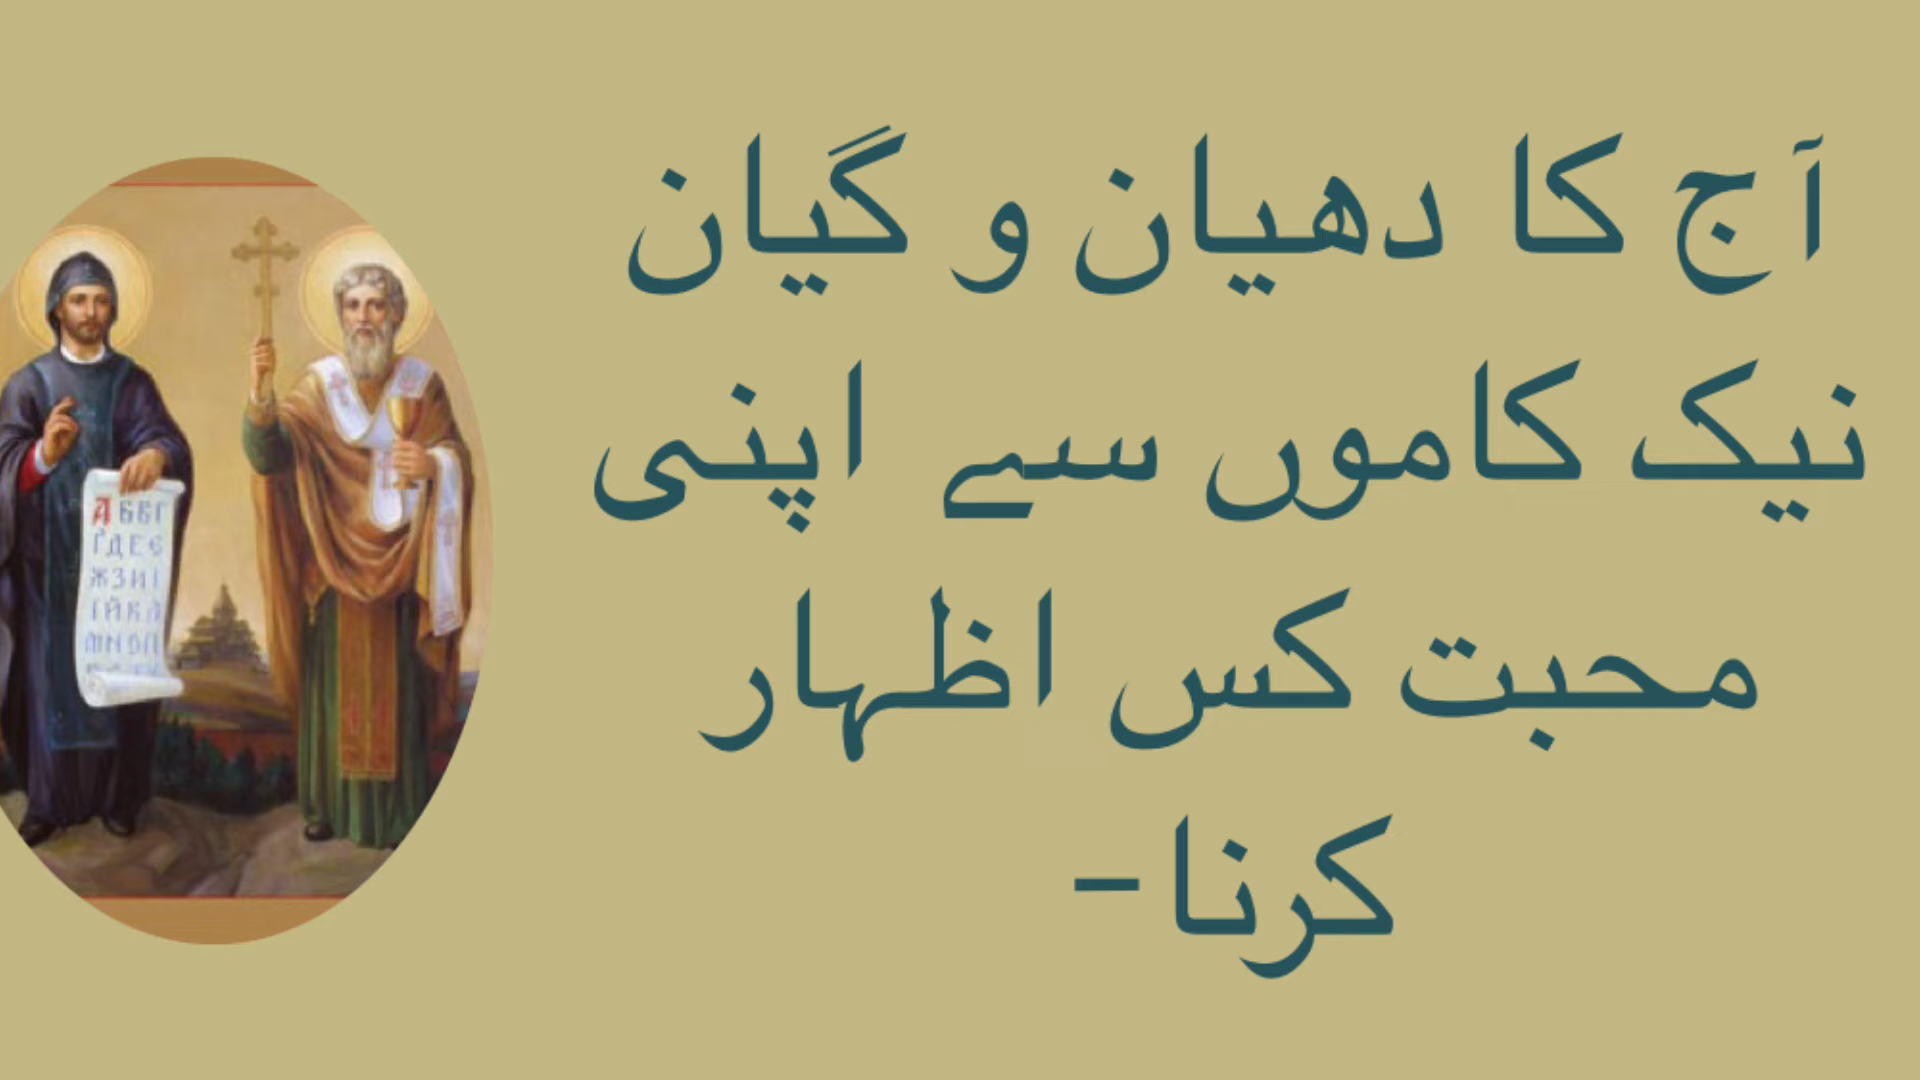 آج کا دھیان و گیان
نیک کاموں سے اپنی
محبت کس اظہار
کرنا-
А Б В Г
Ґ Д Е Є
Ж З И І
Ї Й К Л
М Н О П